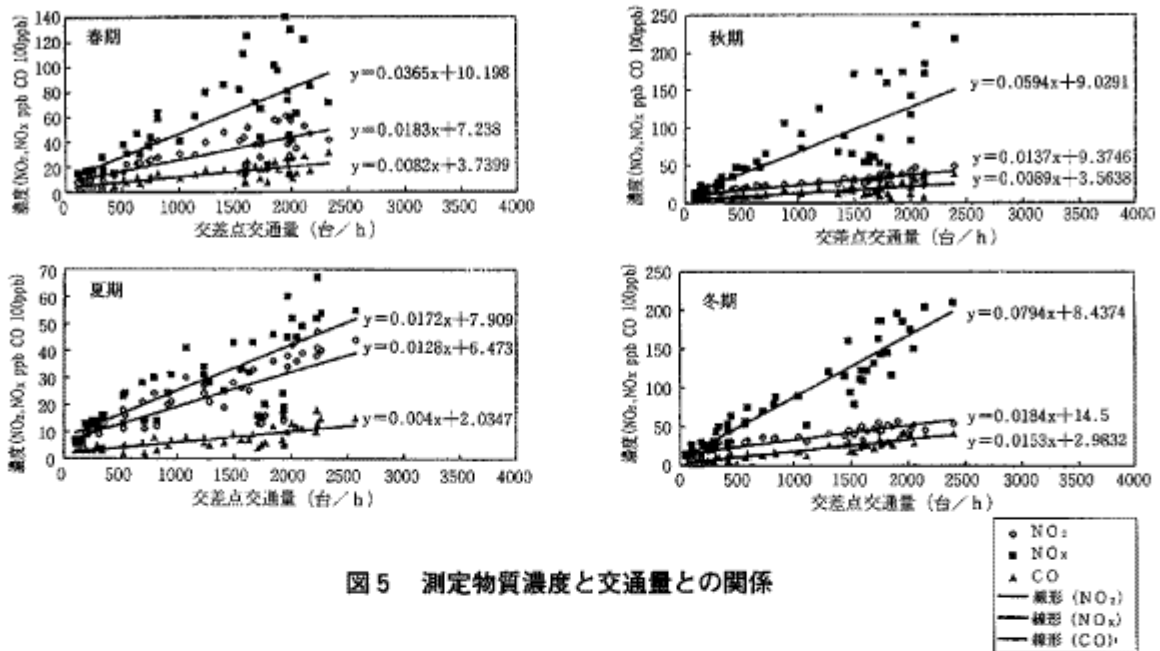 濃度(NO₂,NOx ppb CO 100ppb)
140
120
100
80
60
40
20
0
春期
y=0.0365x+10.198
y=0.0183x+7.238
y=0.0082x+3.7399
0 500 1000 1500 2000 2500 3000 3500 4000
交差点交通量 (台/h)
濃度(NO₂,NOx ppb CO 100ppb)
250
200
150
100
50
0
秋期
y=0.0594x+9.0291
y=0.0137x+9.3746
y=0.0089x+3.5638
0 500 1000 1500 2000 2500 3000 3500 4000
交差点交通量 (台/h)
濃度(NO₂,NOx ppb CO 100ppb)
70
60
50
40
30
20
10
0
夏期
y=0.0172x+7.909
y=0.0128x+6.473
y=0.004x+2.0347
0 500 1000 1500 2000 2500 3000 3500 4000
交差点交通量 (台/h)
濃度(NO₂,NOx ppb CO 100ppb)
250
200
150
100
50
0
冬期
y=0.0794x+8.4374
y=0.0184x+14.5
y=0.0153x+2.9832
0 500 1000 1500 2000 2500 3000 3500 4000
交差点交通量 (台/h)
NO₂
NOx
CO
線形 (NO₂)
線形 (NOx)
線形 (CO)
図5 測定物質濃度と交通量との関係